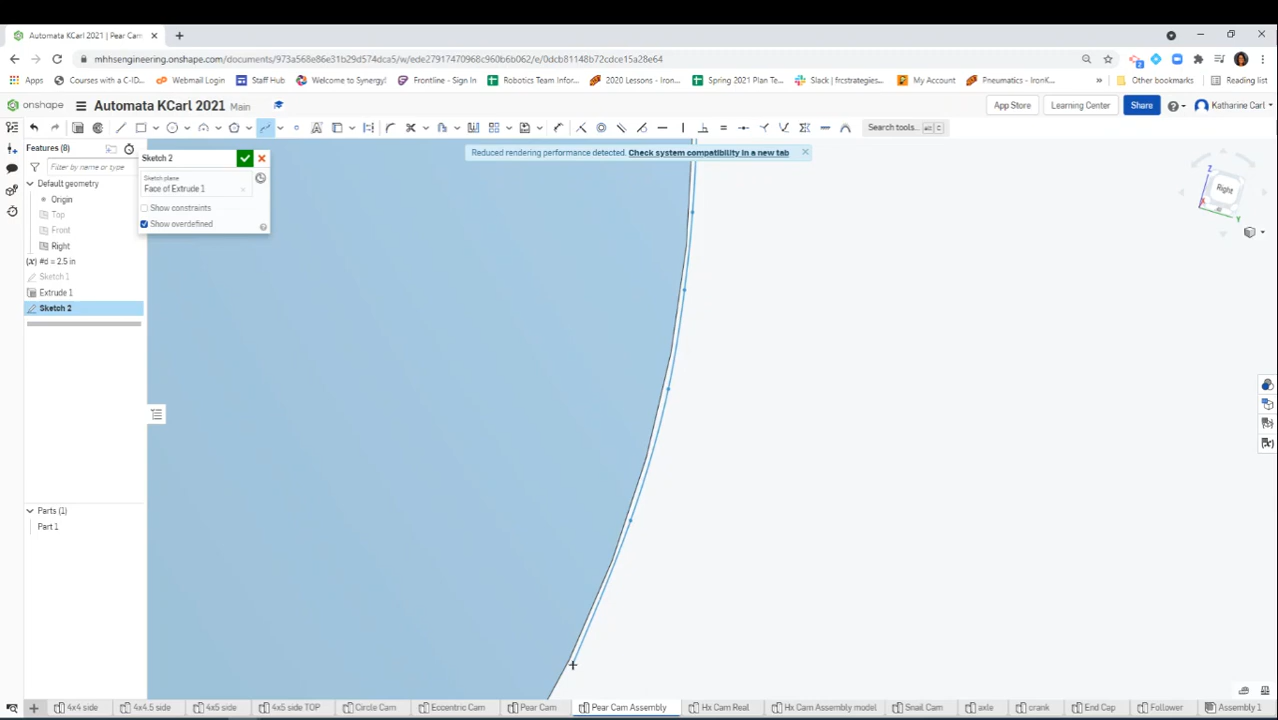 Automata KCarl 2021 | Pear Cam
mhhsengineering.onshape.com/documents/973a568e86e31b29d574dca5/w/ede27917470968c960b6b062/e/0dcb81148b72cdce15a28e64
Apps
Courses with a C-ID...
Webmail Login
Staff Hub
Welcome to Synergy!
Frontline - Sign In
Robotics Team Infor...
2020 Lessons - Iron...
Spring 2021 Plan Te...
Slack | frcstrategies...
My Account
Pneumatics - IronK...
»
Other bookmarks
Reading list
onshape
Automata KCarl 2021 Main
App Store
Learning Center
Share
Katharine Carl
Search tools...
Features (8)
Filter by name or type
Default geometry
Origin
Top
Front
Right
(x) #d = 2.5 in
Sketch 1
Extrude 1
Sketch 2
Sketch 2
Sketch plane
Face of Extrude 1
Show constraints
Show overdefined
Reduced rendering performance detected. Check system compatibility in a new tab
Z
Right
X
Y
Parts (1)
Part 1
4x4 side
4x4.5 side
4x5 side
4x5 side TOP
Circle Cam
Eccentric Cam
Pear Cam
Pear Cam Assembly
Hx Cam Real
Hx Cam Assembly model
Snail Cam
axle
crank
End Cap
Follower
Assembly 1